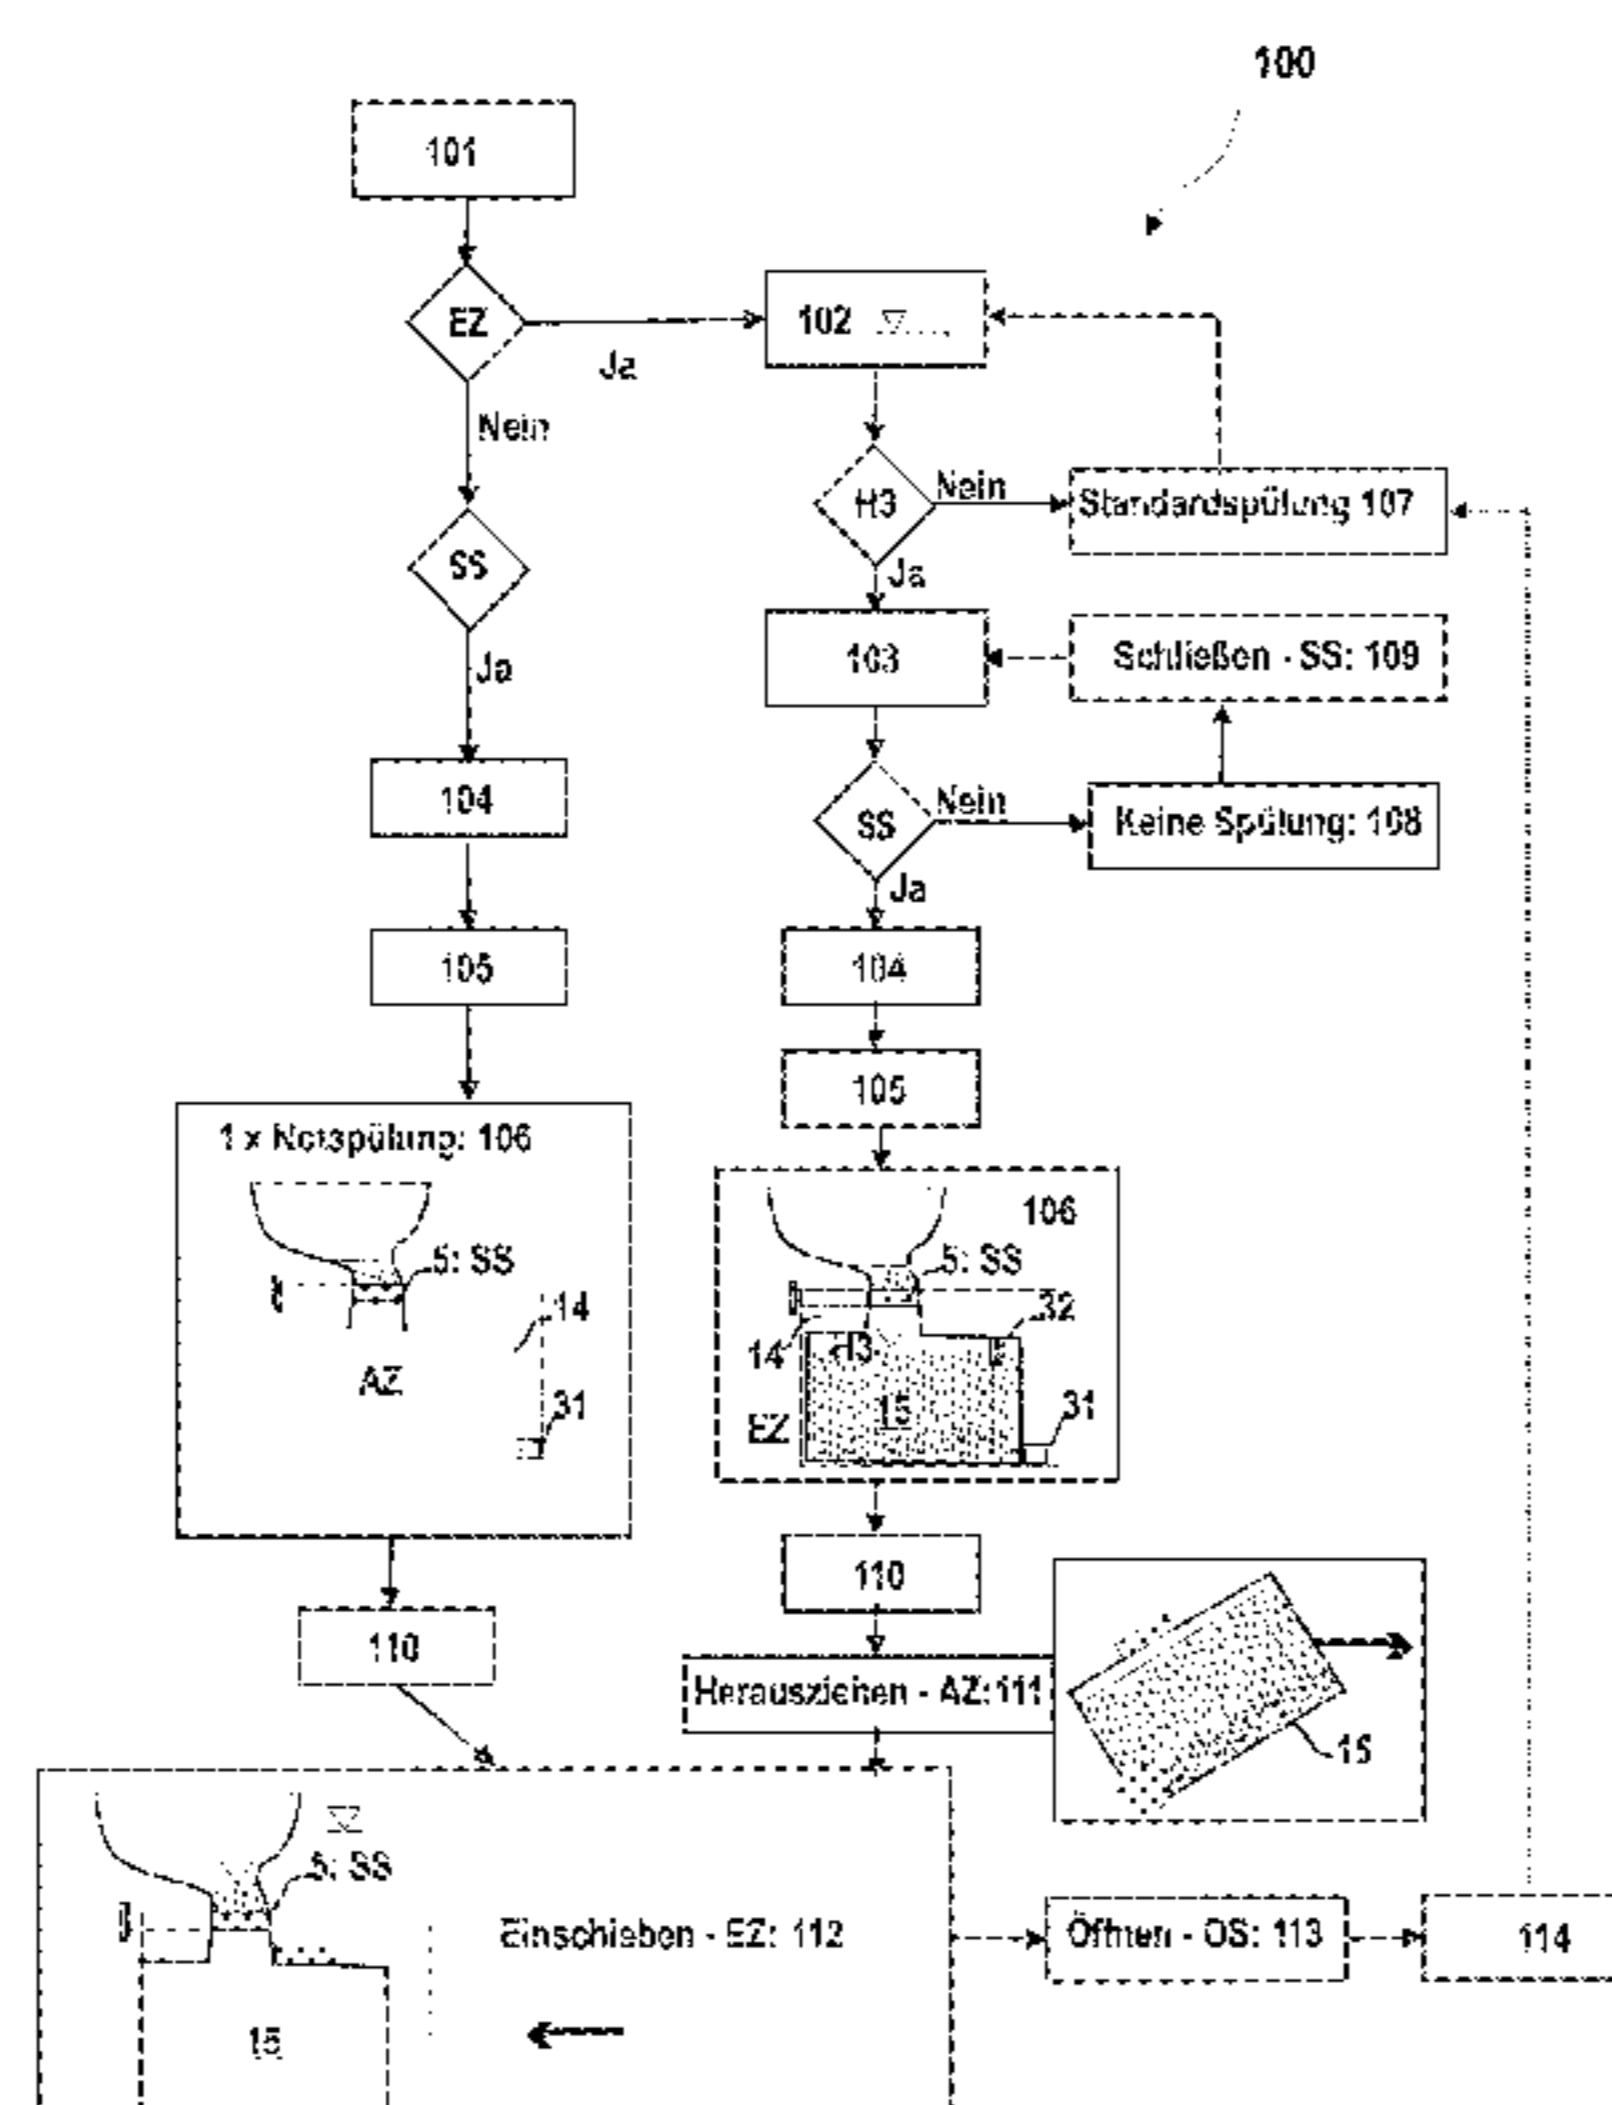 100
101
EZ
Ja
102
Nein
H3
Nein
Standardspülung 107
SS
Ja
Ja
103
Schließen - SS: 109
SS
Nein
Keine Spülung: 108
Ja
104
104
105
105
1 x Notspülung: 106
5: SS
14
AZ
31
106
5: SS
32
14
H3
15
EZ
31
110
110
Herausziehen - AZ:111
15
5: SS
Einschieben - EZ: 112
Öffnen - OS: 113
114
15